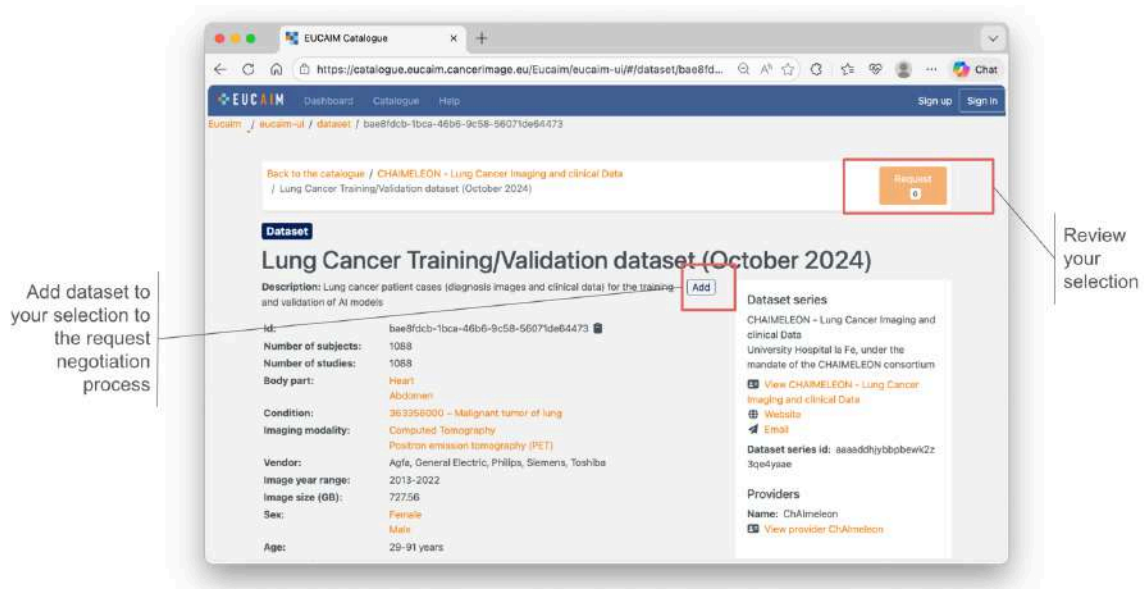 EUCAIM Catalogue
https://catalogue.eucaim.cancerimage.eu/Eucaim/eucaim-ui/#/dataset/bae8fd...
Chat
EUCAIM Dashboard Catalogue Help Sign up Sign in
Eucaim / eucaim-ui / dataset / bae8fdcb-1bca-46b6-9c58-56071de64473
Back to the catalogue / CHAIMELEON - Lung Cancer Imaging and clinical Data
/ Lung Cancer Training/Validation dataset (October 2024)
Request
0
Review
your
selection
Dataset
Lung Cancer Training/Validation dataset (October 2024)
Add dataset to
your selection to
the request
negotiation
process
Description: Lung cancer patient cases (diagnosis images and clinical data) for the training
and validation of AI models
Add
Id: bae8fdcb-1bca-46b6-9c58-56071de64473
Number of subjects: 1088
Number of studies: 1088
Body part: Heart
Abdomen
Condition: 363358000 - Malignant tumor of lung
Imaging modality: Computed Tomography
Positron emission tomography (PET)
Vendor: Agfa, General Electric, Philips, Siemens, Toshiba
Image year range: 2013-2022
Image size (GB): 727.56
Sex: Female
Male
Age: 29-91 years
Dataset series
CHAIMELEON - Lung Cancer Imaging and
clinical Data
University Hospital la Fe, under the
mandate of the CHAIMELEON consortium
View CHAIMELEON - Lung Cancer
Imaging and clinical Data
Website
Email
Dataset series id: aaaaddhjybbpbewk2z
3qe4yaae
Providers
Name: ChAImeleon
View provider ChAImeleon